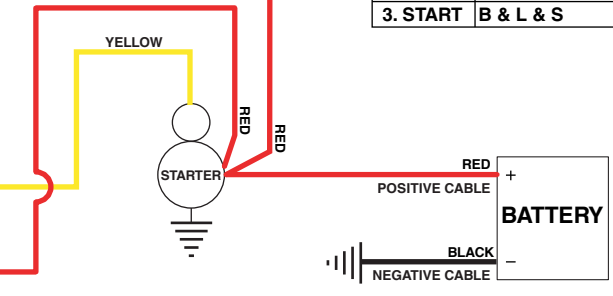 3. START B & L & S
YELLOW
RED
RED
STARTER
RED
+
POSITIVE CABLE
BATTERY
BLACK
–
NEGATIVE CABLE